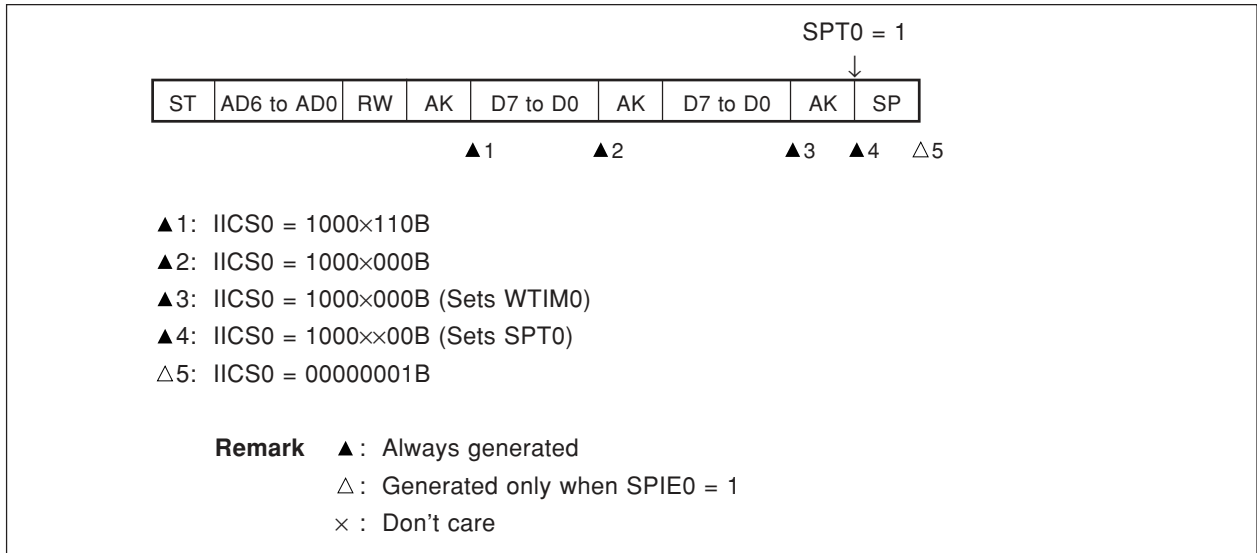 SPT0 = 1
↓
ST AD6 to AD0 RW AK D7 to D0 AK D7 to D0 AK SP
▲1 ▲2 ▲3 ▲4 △5
▲1: IICS0 = 1000×110B
▲2: IICS0 = 1000×000B
▲3: IICS0 = 1000×000B (Sets WTIM0)
▲4: IICS0 = 1000××00B (Sets SPT0)
△5: IICS0 = 00000001B
Remark ▲: Always generated
△: Generated only when SPIE0 = 1
×: Don't care